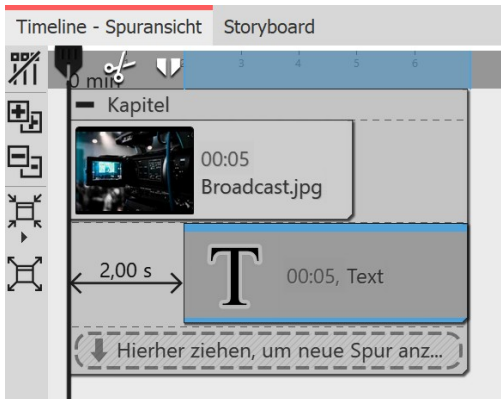 Timeline - Spuransicht Storyboard
0 min 2 3 4 5 6
Kapitel
00:05
Broadcast.jpg
2,00 s
T 00:05, Text
Hierher ziehen, um neue Spur anz...